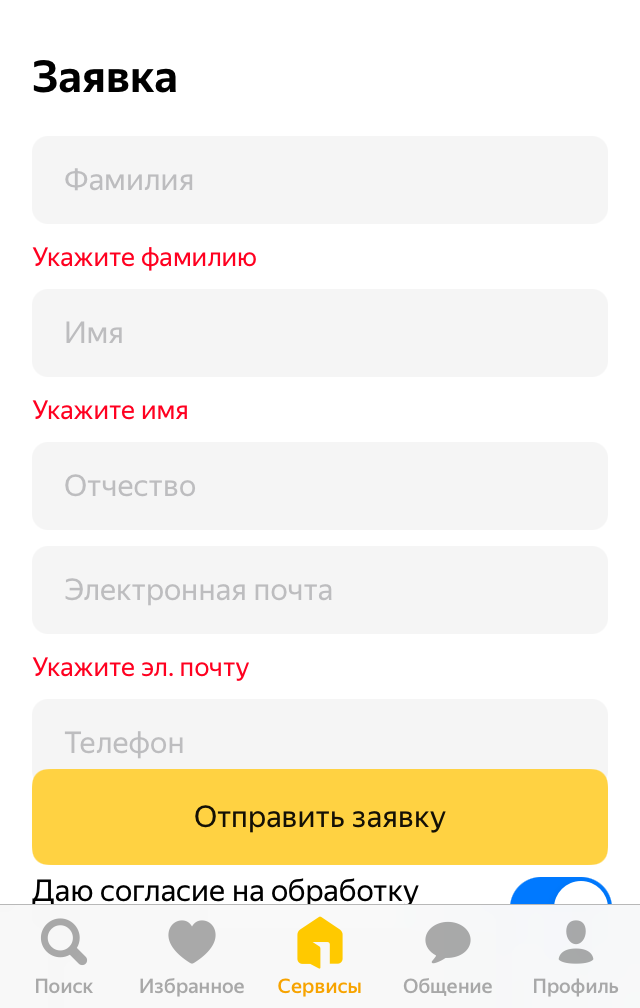 Заявка
Фамилия
Укажите фамилию
Имя
Укажите имя
Отчество
Электронная почта
Укажите эл. почту
Телефон
Отправить заявку
Даю согласие на обработку
Поиск
Избранное
Сервисы
Общение
Профиль